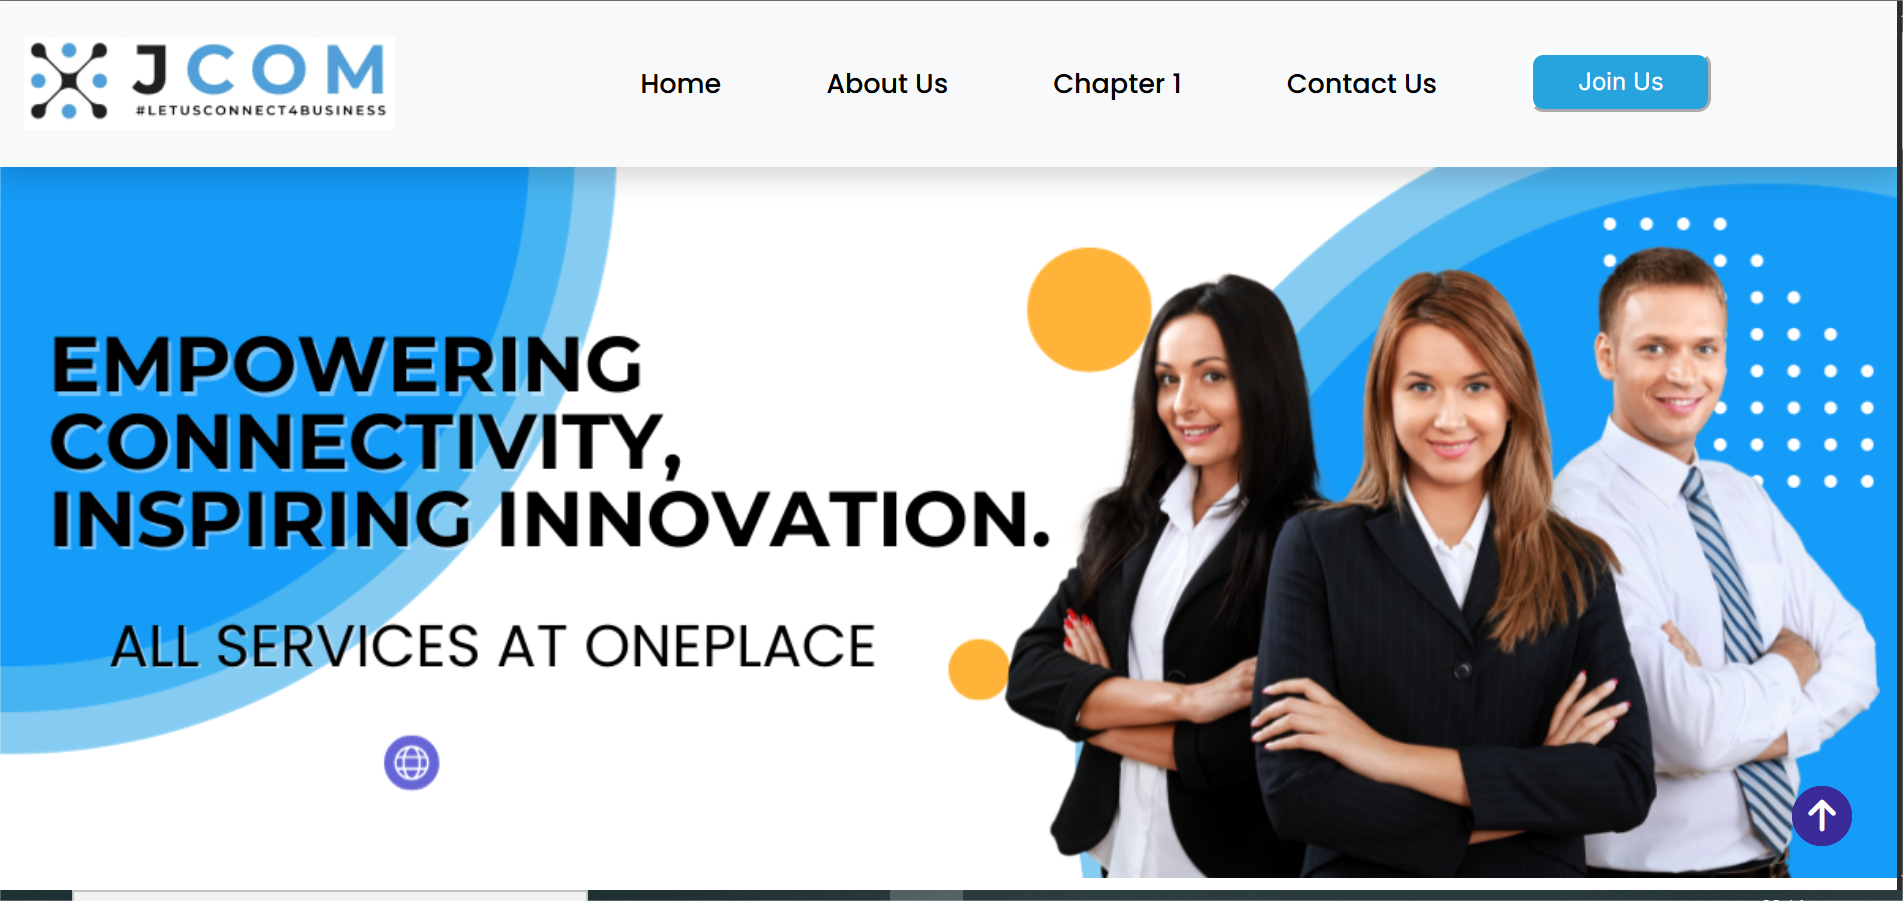 JCOM
#LETUSCONNECT4BUSINESS
Home
About Us
Chapter 1
Contact Us
Join Us
EMPOWERING
CONNECTIVITY,
INSPIRING INNOVATION.
ALL SERVICES AT ONEPLACE